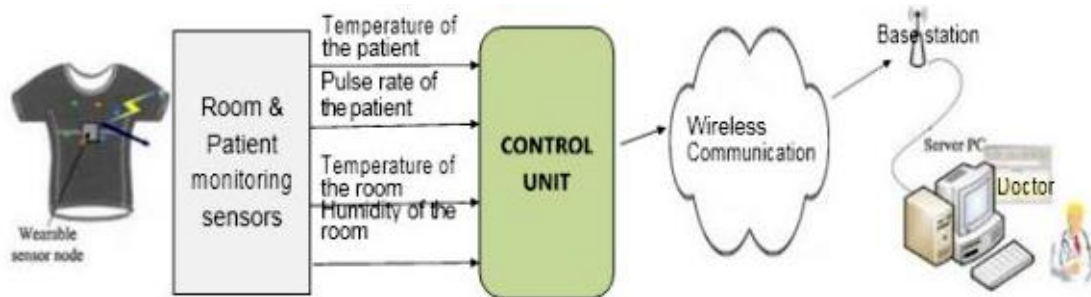 Wearable
sensor node
Room &
Patient
monitoring
sensors
Temperature of
the patient
Pulse rate of
the patient
Temperature of
the room
Humidity of the
room
CONTROL
UNIT
Wireless
Communication
Base station
Server PC
Doctor